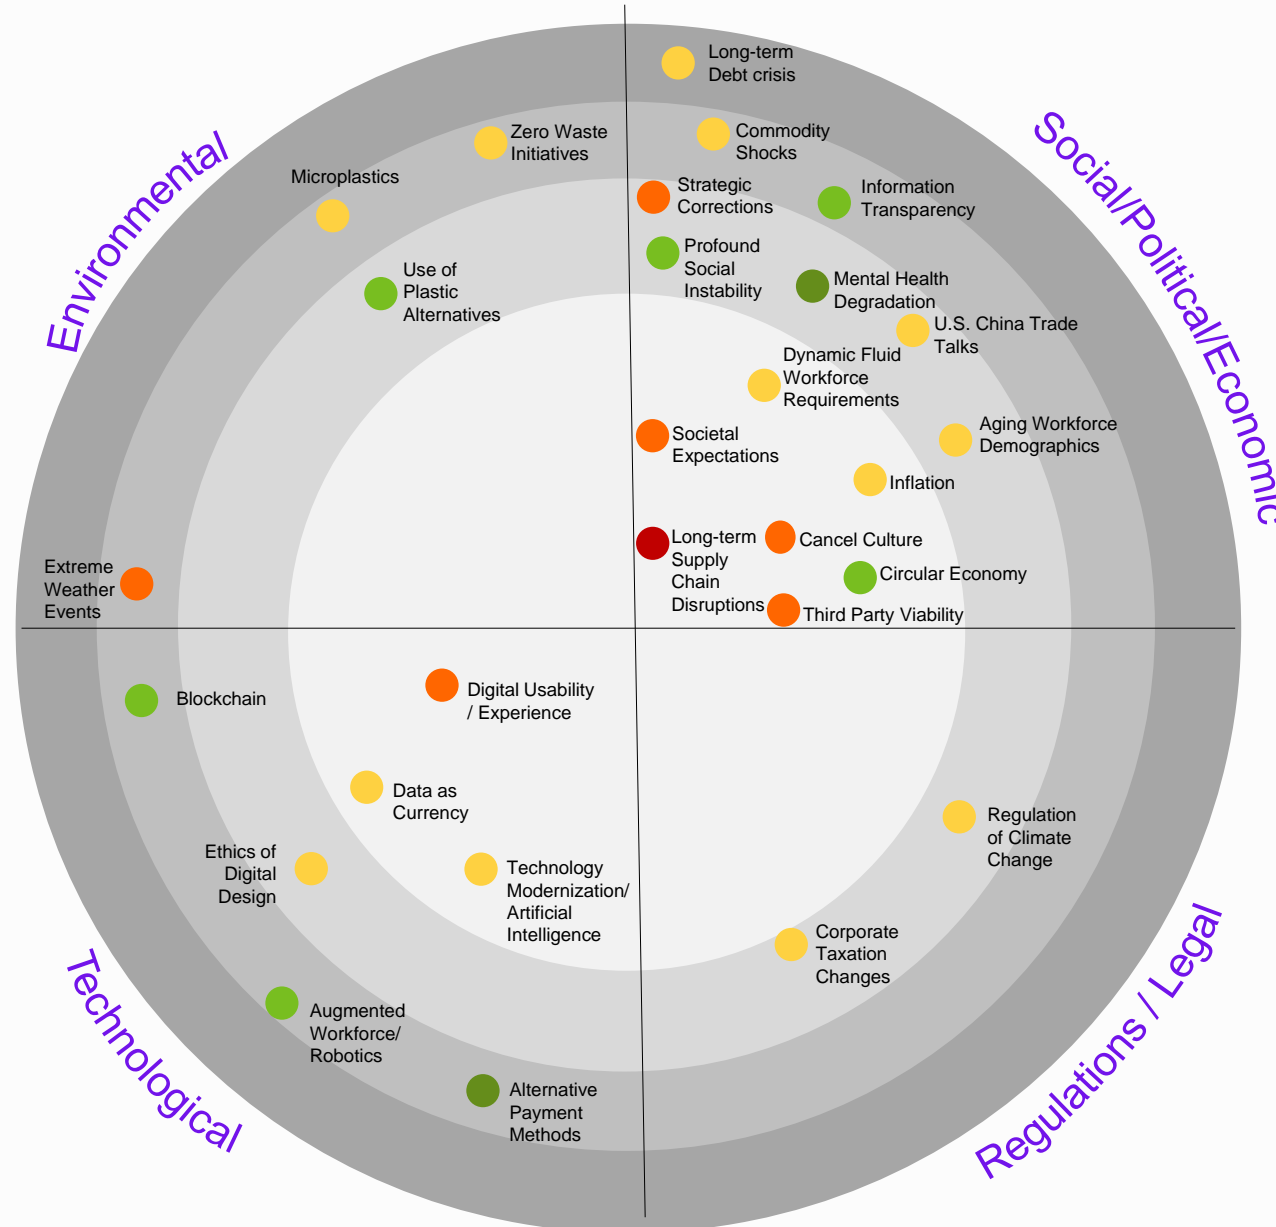 Environmental
Social/Political/Economic
Technological
Regulations / Legal
Long-term
Debt crisis
Zero Waste
Initiatives
Commodity
Shocks
Microplastics
Strategic
Corrections
Information
Transparency
Profound
Social
Instability
Use of
Plastic
Alternatives
Mental Health
Degradation
U.S. China Trade
Talks
Dynamic Fluid
Workforce
Requirements
Societal
Expectations
Aging Workforce
Demographics
Inflation
Long-term
Supply
Chain
Disruptions
Cancel Culture
Circular Economy
Third Party Viability
Extreme
Weather
Events
Blockchain
Digital Usability
/ Experience
Data as
Currency
Ethics of
Digital
Design
Technology
Modernization/
Artificial
Intelligence
Augmented
Workforce/
Robotics
Alternative
Payment
Methods
Regulation
of Climate
Change
Corporate
Taxation
Changes